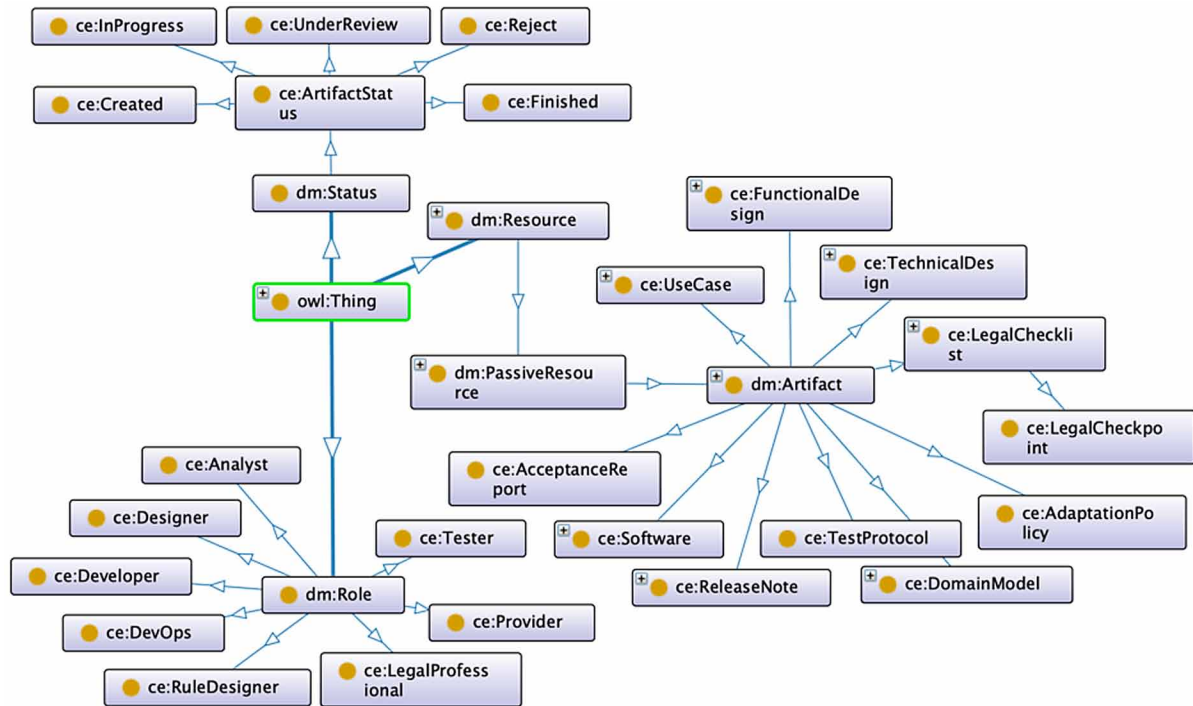 ce:InProgress
ce:UnderReview
ce:Reject
ce:Created
ce:ArtifactStat
us
ce:Finished
dm:Status
dm:Resource
owl:Thing
ce:FunctionalDe
sign
ce:UseCase
ce:TechnicalDes
ign
ce:LegalCheckli
st
dm:PassiveResou
rce
dm:Artifact
ce:LegalCheckpo
int
ce:AcceptanceRe
port
ce:AdaptationPo
licy
ce:Software
ce:TestProtocol
ce:ReleaseNote
ce:DomainModel
ce:Analyst
ce:Designer
ce:Tester
ce:Developer
dm:Role
ce:DevOps
ce:Provider
ce:RuleDesigner
ce:LegalProfess
ional